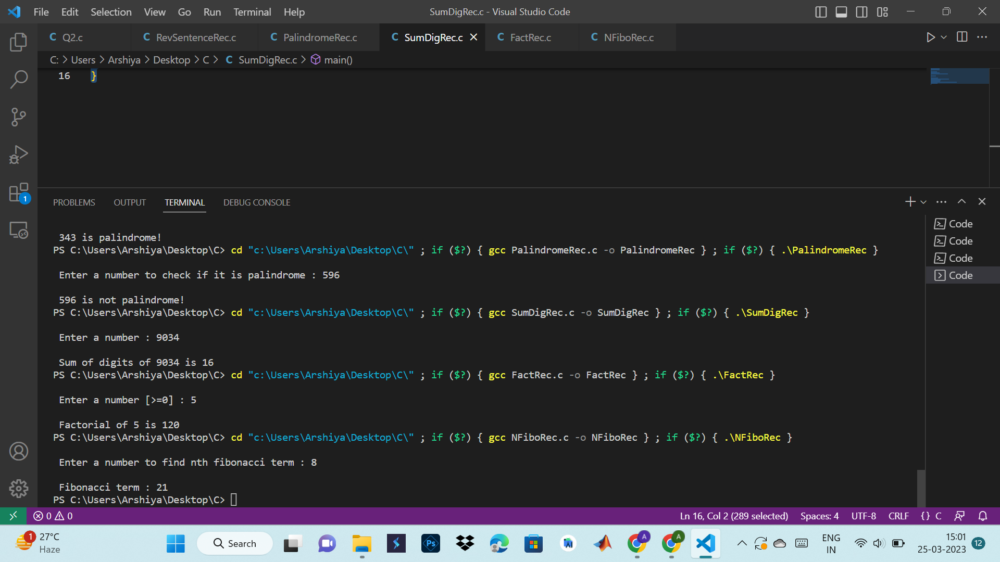 File Edit Selection View Go Run Terminal Help SumDigRec.c - Visual Studio Code
C Q2.c C RevSentenceRec.c C PalindromeRec.c C SumDigRec.c C FactRec.c C NFiboRec.c
C: > Users > Arshiya > Desktop > C > C SumDigRec.c > main()
16 }
1
PROBLEMS OUTPUT TERMINAL DEBUG CONSOLE
Code
Code
Code
Code
343 is palindrome!
PS C:\Users\Arshiya\Desktop\C> cd "c:\Users\Arshiya\Desktop\C\" ; if ($?) { gcc PalindromeRec.c -o PalindromeRec } ; if ($?) { .\PalindromeRec }
Enter a number to check if it is palindrome : 596
596 is not palindrome!
PS C:\Users\Arshiya\Desktop\C> cd "c:\Users\Arshiya\Desktop\C\" ; if ($?) { gcc SumDigRec.c -o SumDigRec } ; if ($?) { .\SumDigRec }
Enter a number : 9034
Sum of digits of 9034 is 16
PS C:\Users\Arshiya\Desktop\C> cd "c:\Users\Arshiya\Desktop\C\" ; if ($?) { gcc FactRec.c -o FactRec } ; if ($?) { .\FactRec }
Enter a number [>=0] : 5
Factorial of 5 is 120
PS C:\Users\Arshiya\Desktop\C> cd "c:\Users\Arshiya\Desktop\C\" ; if ($?) { gcc NFiboRec.c -o NFiboRec } ; if ($?) { .\NFiboRec }
Enter a number to find nth fibonacci term : 8
Fibonacci term : 21
PS C:\Users\Arshiya\Desktop\C>
0 0 Ln 16, Col 2 (289 selected) Spaces: 4 UTF-8 CRLF {} C
1 27°C
Haze
Search
Ps
A
A
ENG
IN
15:01
25-03-2023
12